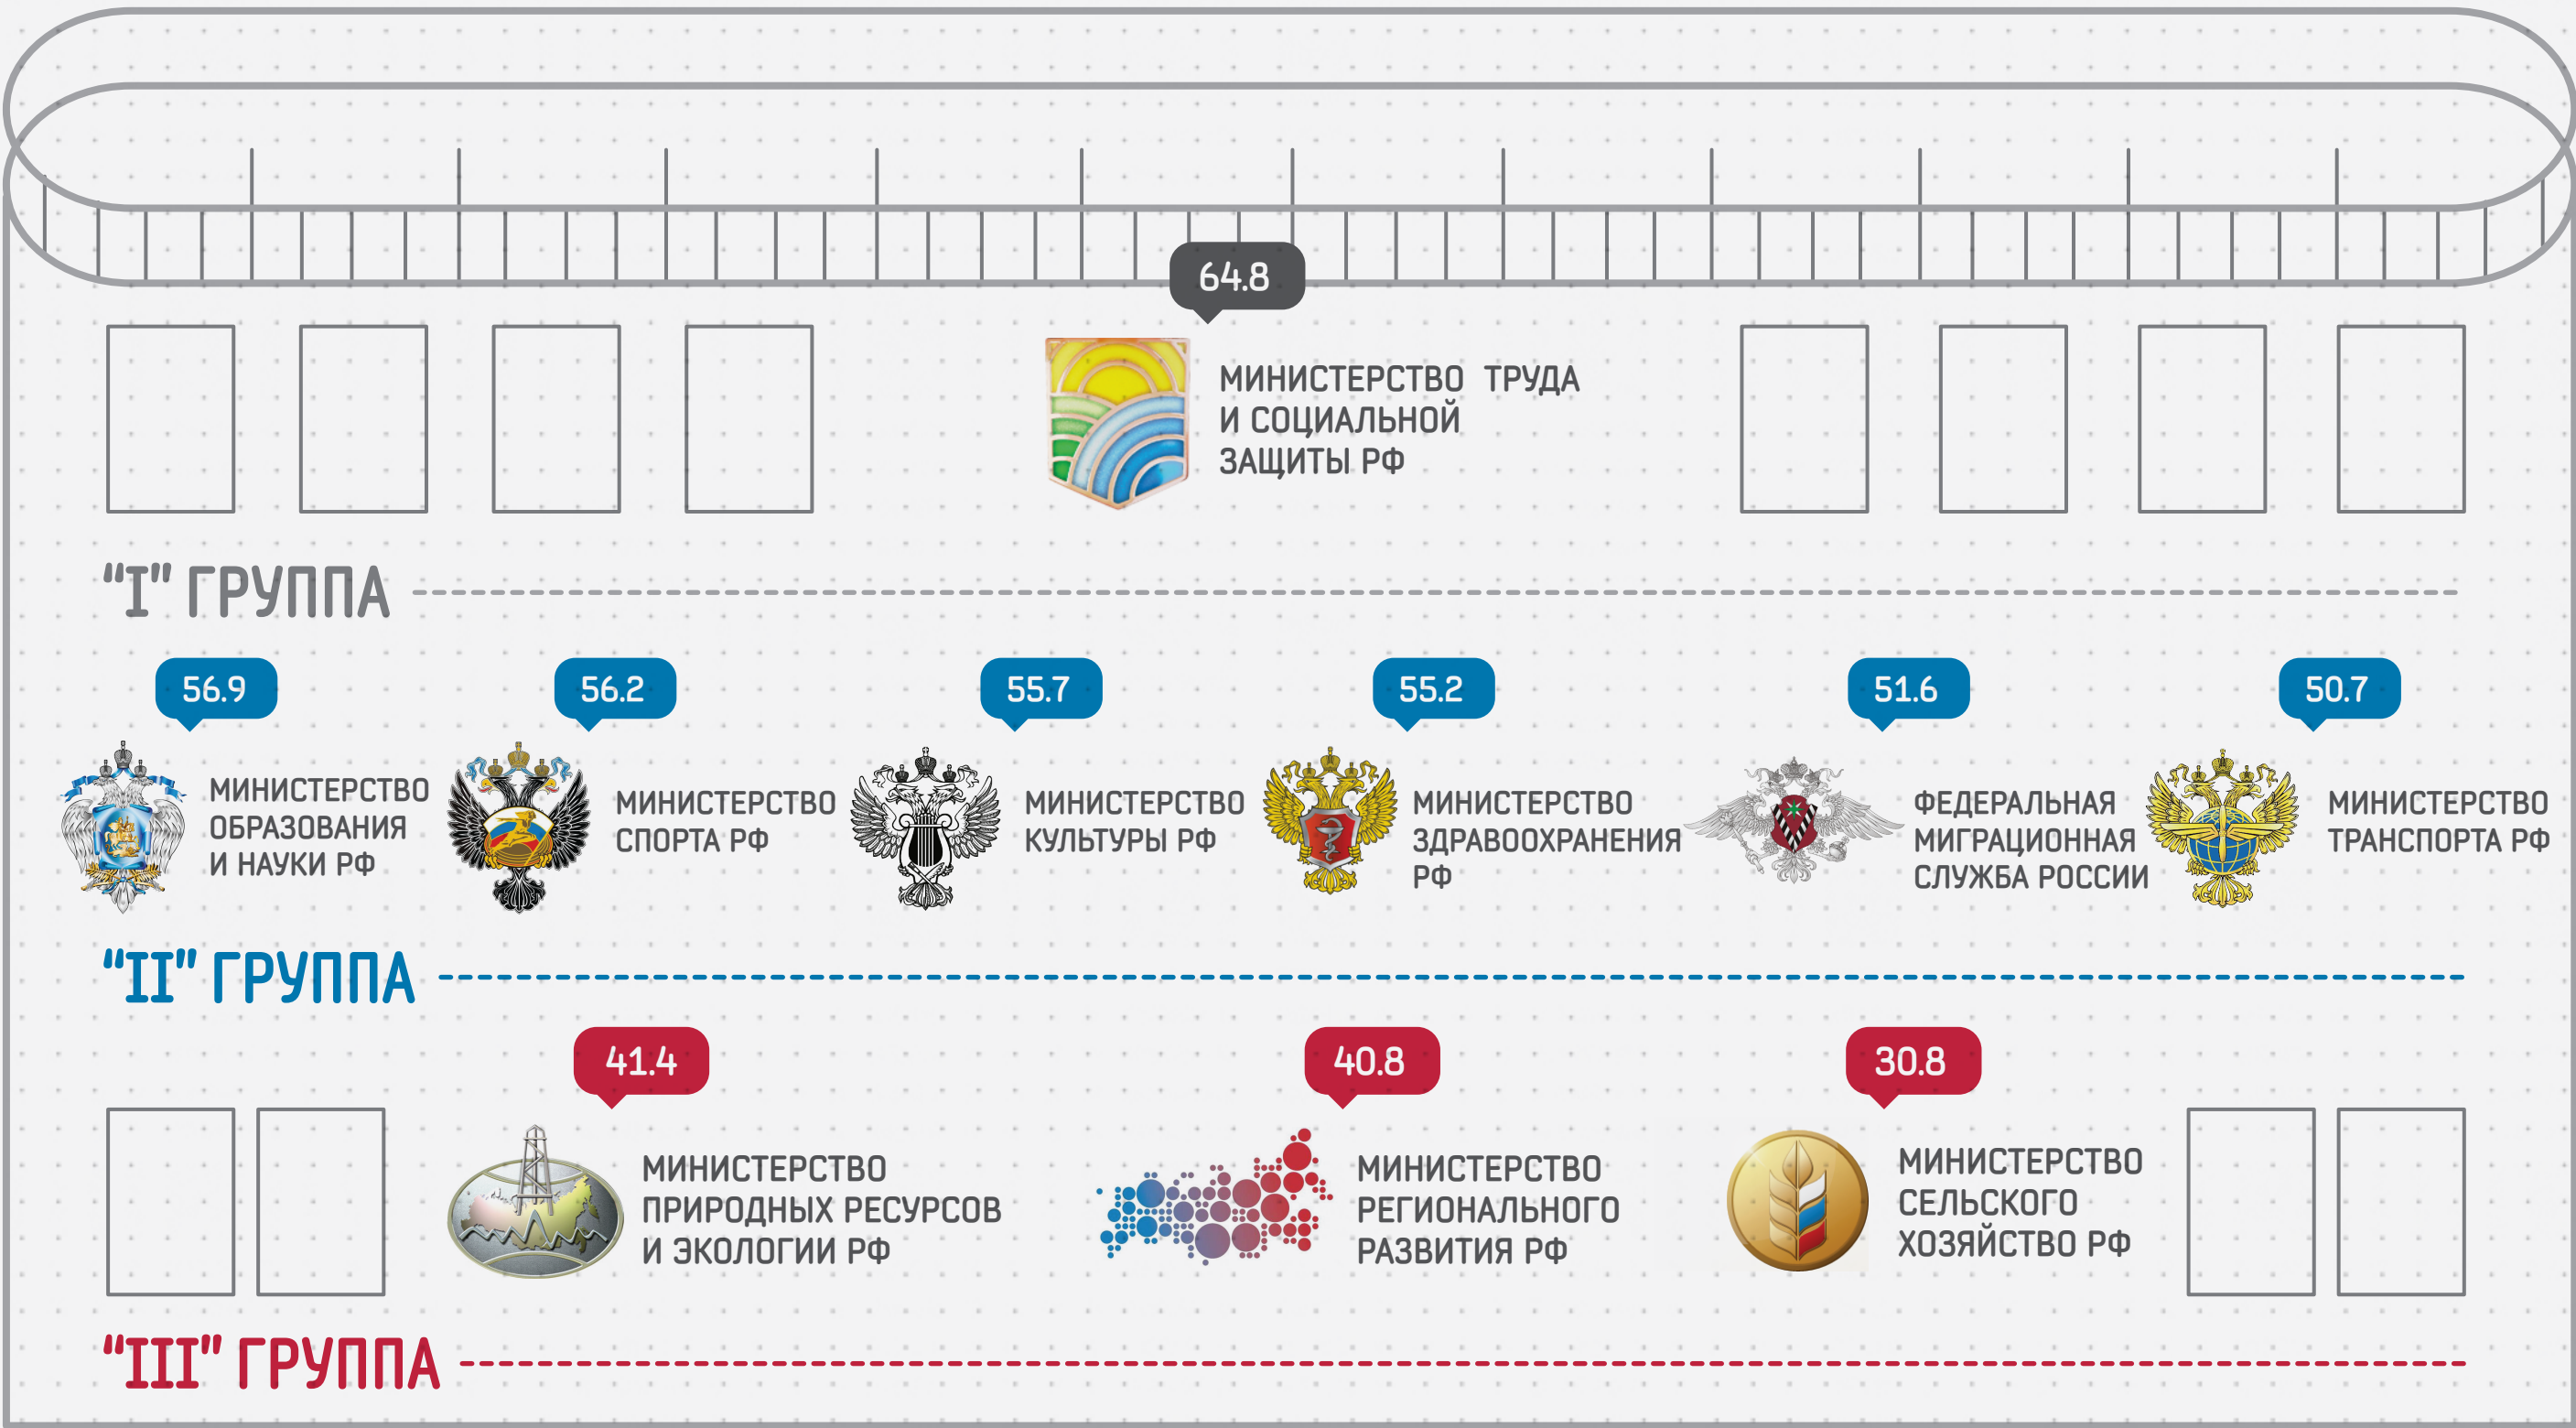 64.8
МИНИСТЕРСТВО ТРУДА
И СОЦИАЛЬНОЙ
ЗАЩИТЫ РФ
“I” ГРУППА
56.9
МИНИСТЕРСТВО
ОБРАЗОВАНИЯ
И НАУКИ РФ
56.2
МИНИСТЕРСТВО
СПОРТА РФ
55.7
МИНИСТЕРСТВО
КУЛЬТУРЫ РФ
55.2
МИНИСТЕРСТВО
ЗДРАВООХРАНЕНИЯ
РФ
51.6
ФЕДЕРАЛЬНАЯ
МИГРАЦИОННАЯ
СЛУЖБА РОССИИ
50.7
МИНИСТЕРСТВО
ТРАНСПОРТА РФ
“II” ГРУППА
41.4
МИНИСТЕРСТВО
ПРИРОДНЫХ РЕСУРСОВ
И ЭКОЛОГИИ РФ
40.8
МИНИСТЕРСТВО
РЕГИОНАЛЬНОГО
РАЗВИТИЯ РФ
30.8
МИНИСТЕРСТВО
СЕЛЬСКОГО
ХОЗЯЙСТВО РФ
“III” ГРУППА